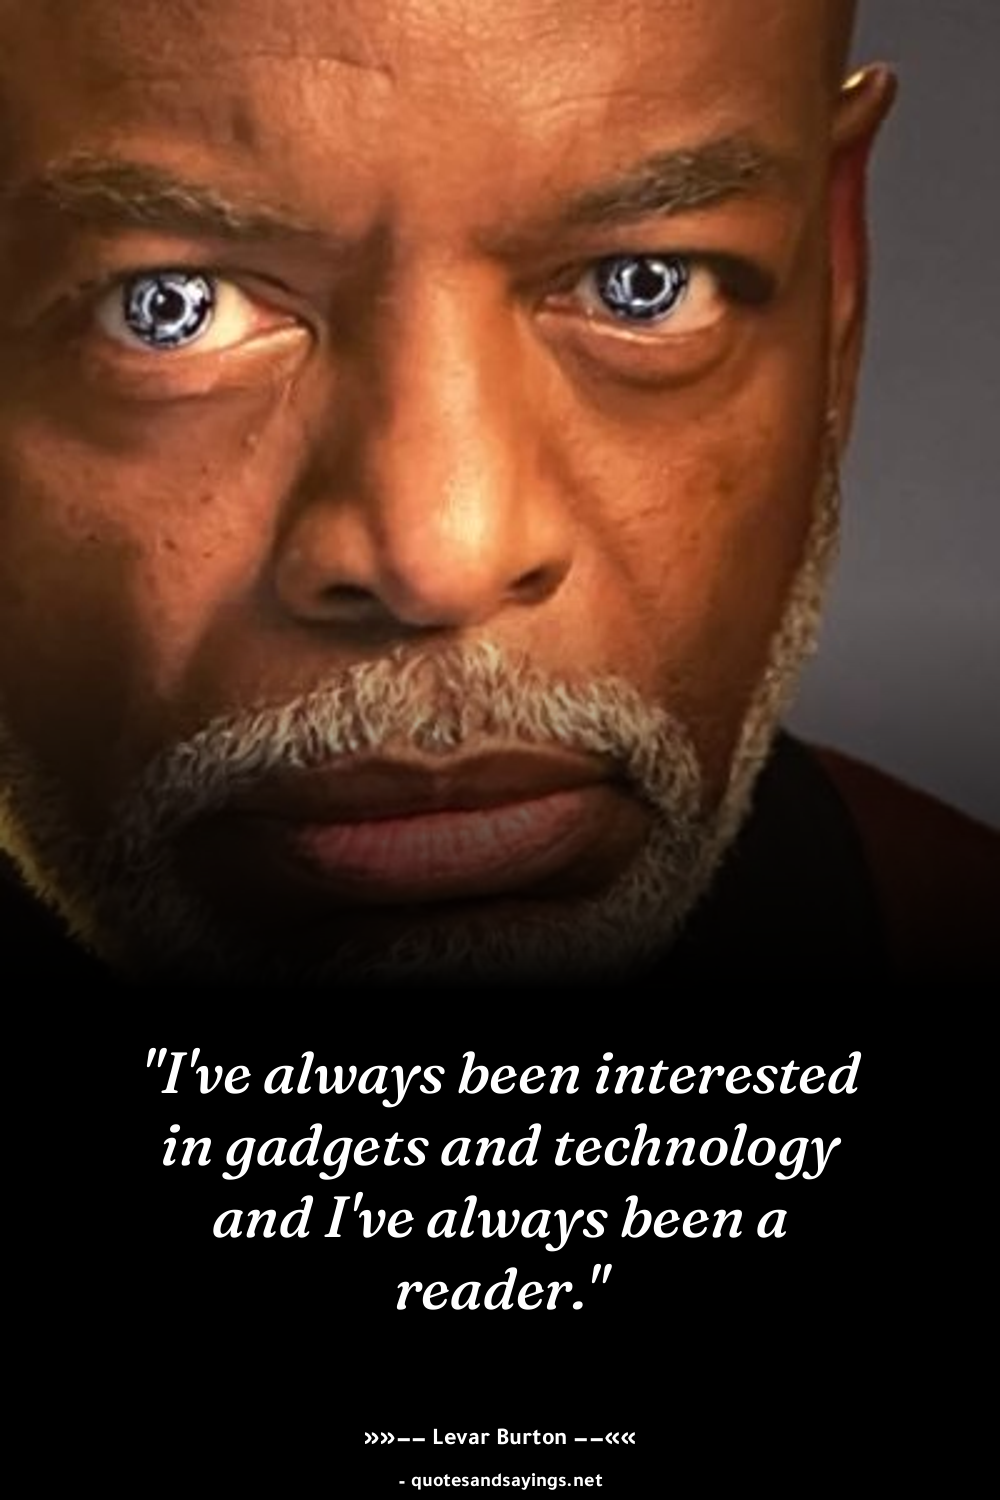 "I've always been interested
in gadgets and technology
and I've always been a
reader."
»»-- Levar Burton --««
- quotesandsayings.net